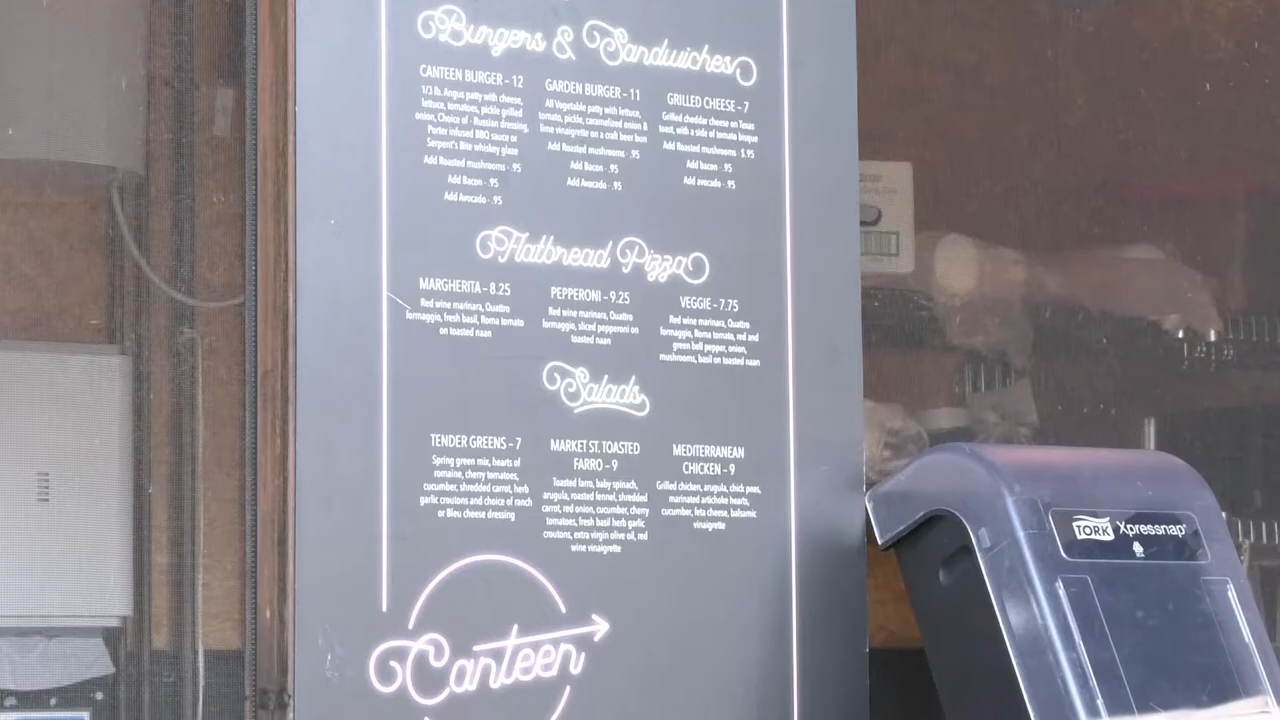 Burgers & Sandwiches
CANTEEN BURGER - 12
1/3 lb. Angus patty with cheese,
lettuce, tomatoes, pickle grilled
onion, Choice of - Russian dressing,
Porter infused BBQ sauce or
Serpent's Bite whiskey glaze
Add Roasted mushrooms - .95
Add Bacon - .95
Add Avocado - .95
GARDEN BURGER - 11
All Vegetable patty with lettuce,
tomato, pickle, caramelized onion &
lime vinaigrette on a craft beer bun
Add Roasted mushrooms - .95
Add Bacon - .95
Add Avocado - .95
GRILLED CHEESE - 7
Grilled cheddar cheese on Texas
toast, with a side of tomato bisque
Add Roasted mushrooms - $.95
Add bacon - .95
Add avocado - .95
Flatbread Pizza
MARGHERITA - 8.25
Red wine marinara, Quattro
formaggio, fresh basil, Roma tomato
on toasted naan
PEPPERONI - 9.25
Red wine marinara, Quattro
formaggio, sliced pepperoni on
toasted naan
VEGGIE - 7.75
Red wine marinara, Quattro
formaggio, Roma tomato, red and
green bell pepper, onion,
mushrooms, basil on toasted naan
Salads
TENDER GREENS - 7
Spring green mix, hearts of
romaine, cherry tomatoes,
cucumber, shredded carrot, herb
garlic croutons and choice of ranch
or Bleu cheese dressing
MARKET ST. TOASTED
FARRO - 9
Toasted farro, baby spinach,
arugula, roasted fennel, shredded
carrot, red onion, cucumber, cherry
tomatoes, fresh basil herb garlic
croutons, extra virgin olive oil, red
wine vinaigrette
MEDITERRANEAN
CHICKEN - 9
Grilled chicken, arugula, chick peas,
marinated artichoke hearts,
cucumber, feta cheese, balsamic
vinaigrette
Canteen
TORK Xpressnap